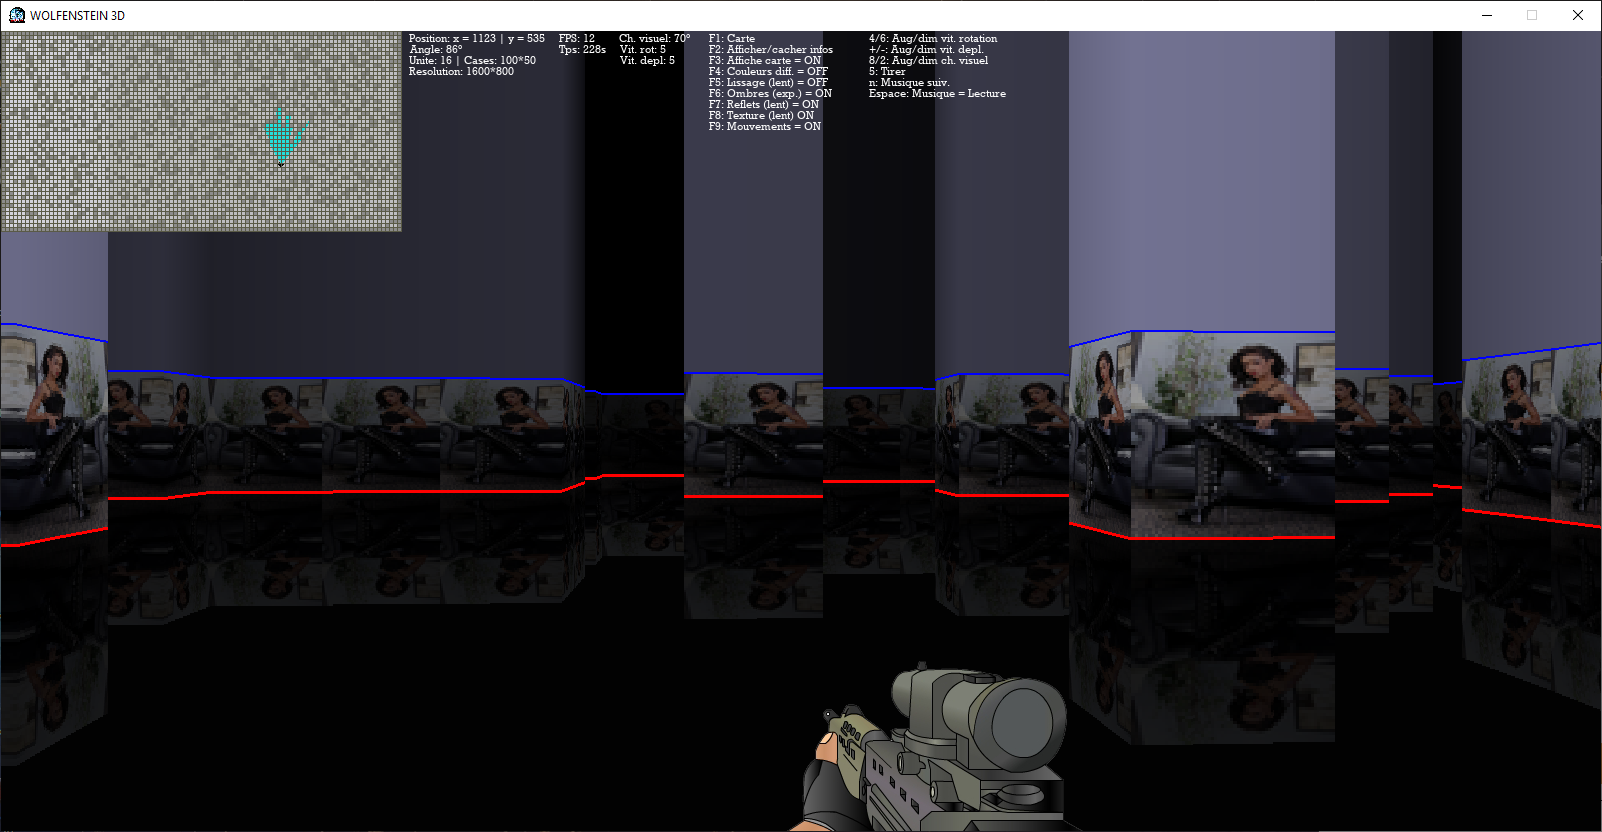 WOLFENSTEIN 3D
Position: x = 1123 | y = 535
Angle: 86°
Unite: 16 | Cases: 100*50
Resolution: 1600*800
FPS: 12
Tps: 228s
Ch. visuel: 70°
Vit. rot: 5
Vit. depl: 5
F1: Carte
F2: Afficher/cacher infos
F3: Affiche carte = ON
F4: Couleurs diff. = OFF
F5: Lissage (lent) = OFF
F6: Ombres (exp.) = ON
F7: Reflets (lent) = ON
F8: Texture (lent) ON
F9: Mouvements = ON
4/6: Aug/dim vit. rotation
+/-: Aug/dim vit. depl.
8/2: Aug/dim ch. visuel
5: Tirer
n: Musique suiv.
Espace: Musique = Lecture